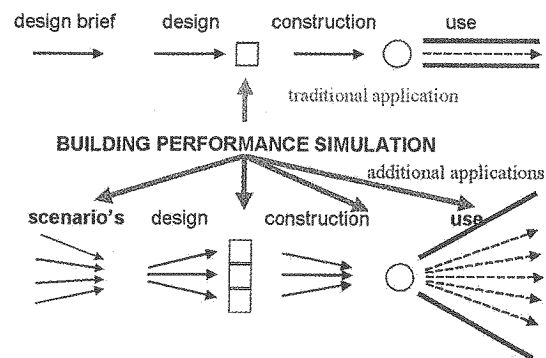 design brief design construction use
traditional application
BUILDING PERFORMANCE SIMULATION
additional applications
scenario's design construction use